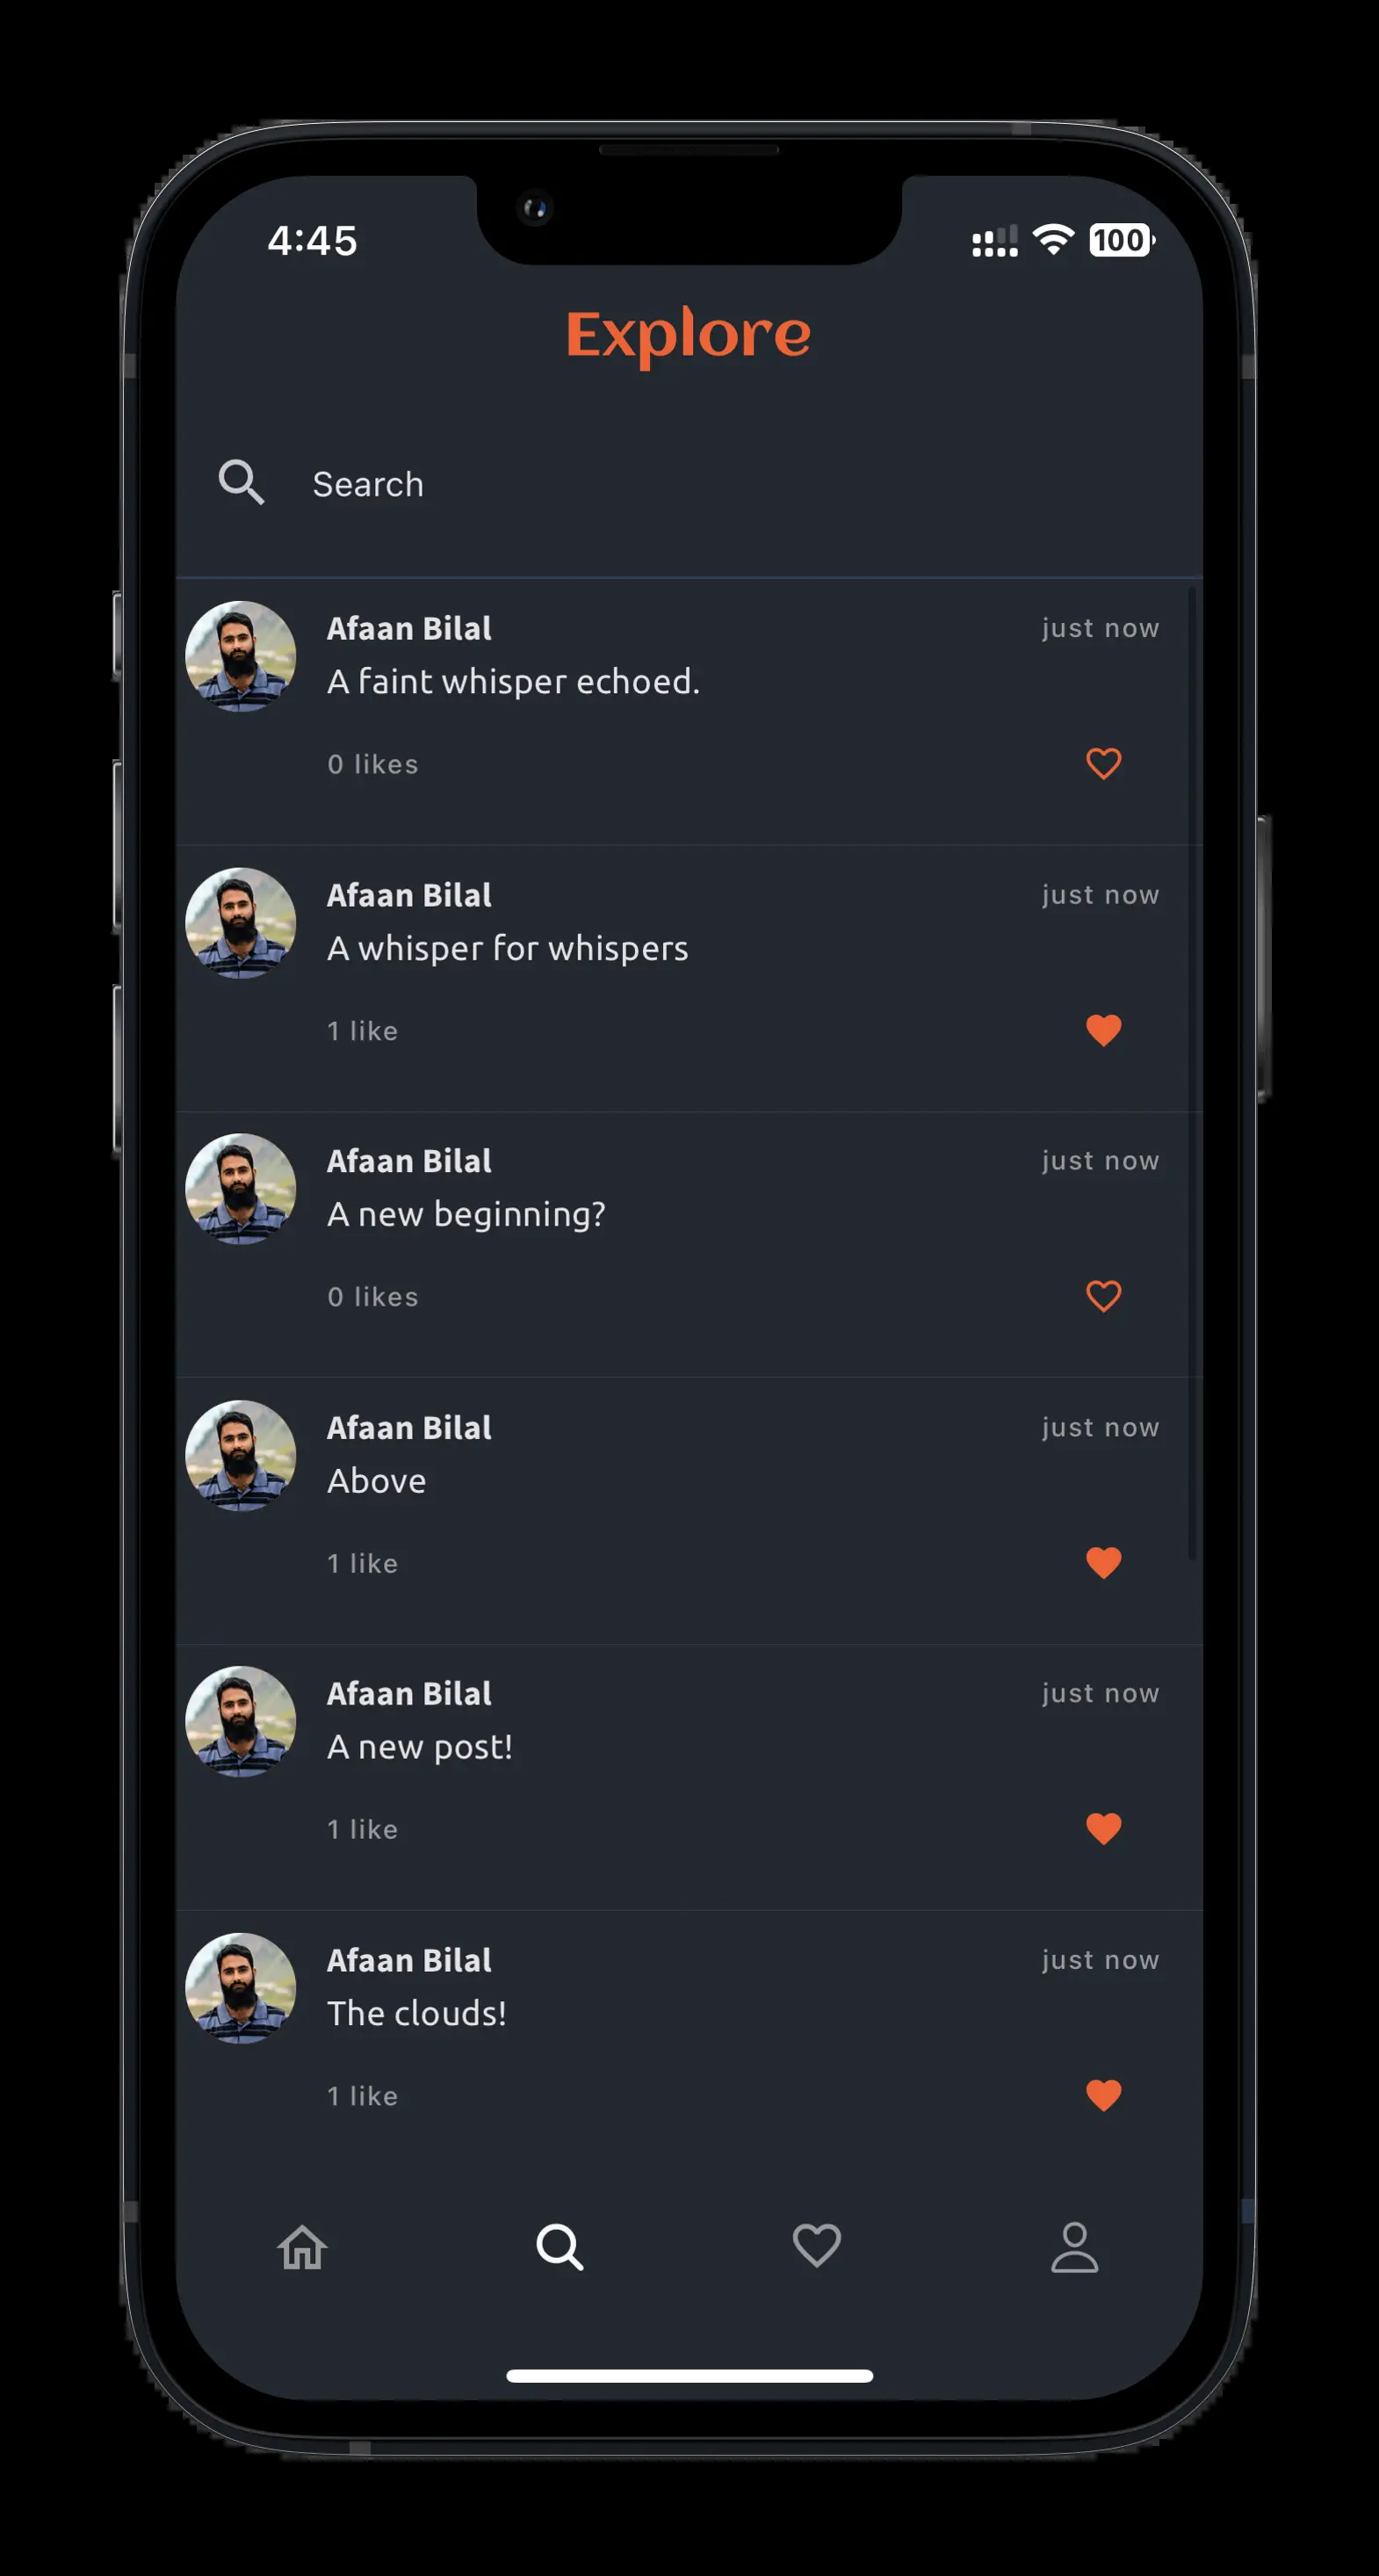 4:45
100
Explore
Search
Afaan Bilal
just now
A faint whisper echoed.
0 likes
Afaan Bilal
just now
A whisper for whispers
1 like
Afaan Bilal
just now
A new beginning?
0 likes
Afaan Bilal
just now
Above
1 like
Afaan Bilal
just now
A new post!
1 like
Afaan Bilal
just now
The clouds!
1 like